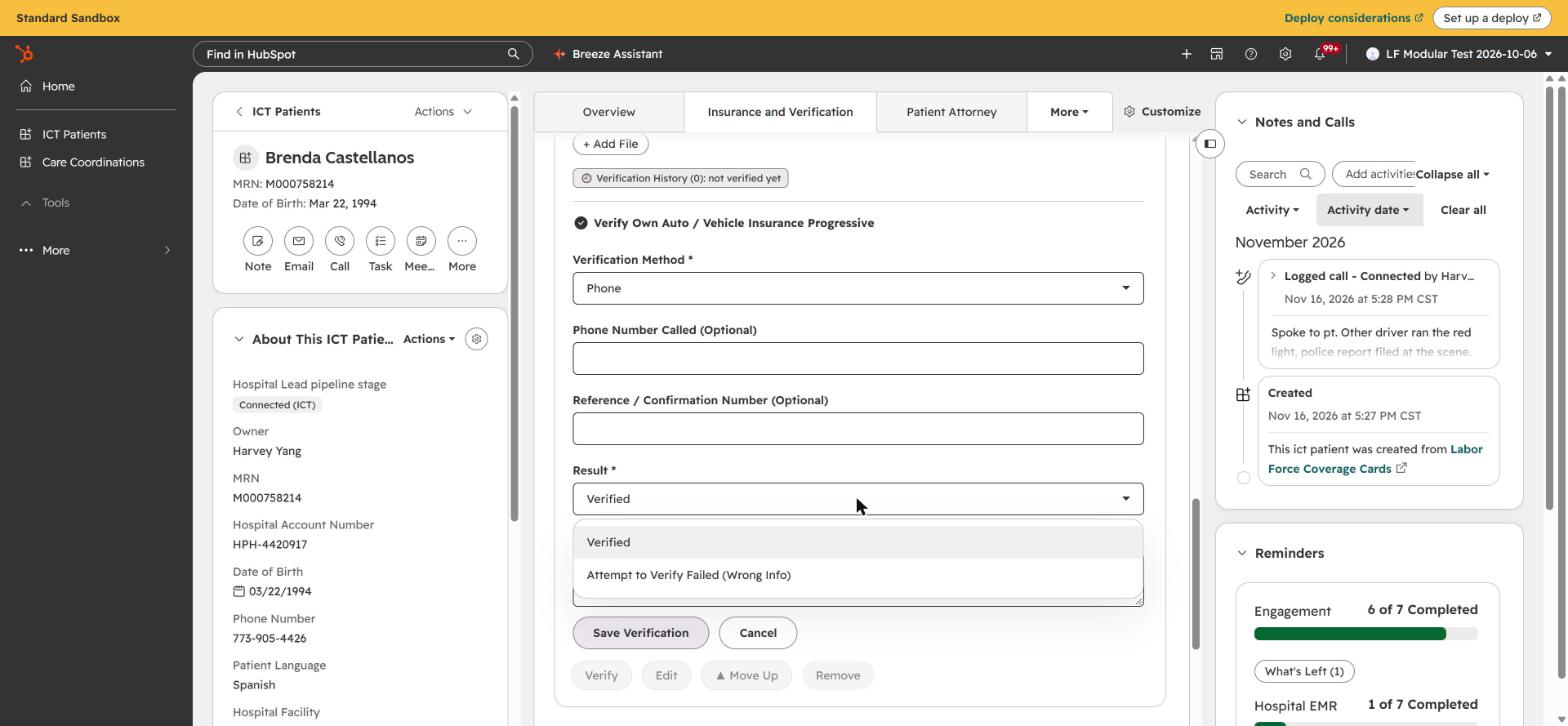 Standard Sandbox
Deploy considerations
Set up a deploy
Find in HubSpot
Breeze Assistant
99+
LF Modular Test 2026-10-06
Home
ICT Patients
Care Coordinations
Tools
More
ICT Patients
Actions
Brenda Castellanos
MRN: M000758214
Date of Birth: Mar 22, 1994
Note
Email
Call
Task
Mee...
More
About This ICT Patie...
Actions
Hospital Lead pipeline stage
Connected (ICT)
Owner
Harvey Yang
MRN
M000758214
Hospital Account Number
HPH-4420917
Date of Birth
03/22/1994
Phone Number
773-905-4426
Patient Language
Spanish
Hospital Facility
Overview
Insurance and Verification
Patient Attorney
More
Customize
+ Add File
Verification History (0): not verified yet
Verify Own Auto / Vehicle Insurance Progressive
Verification Method *
Phone
Phone Number Called (Optional)
Reference / Confirmation Number (Optional)
Result *
Verified
Verified
Attempt to Verify Failed (Wrong Info)
Save Verification
Cancel
Verify
Edit
▲ Move Up
Remove
Notes and Calls
Search
Add activities
Collapse all
Activity
Activity date
Clear all
November 2026
Logged call - Connected by Harv...
Nov 16, 2026 at 5:28 PM CST
Spoke to pt. Other driver ran the red
light, police report filed at the scene.
Created
Nov 16, 2026 at 5:27 PM CST
This ict patient was created from Labor
Force Coverage Cards
Reminders
Engagement
6 of 7 Completed
What's Left (1)
Hospital EMR
1 of 7 Completed